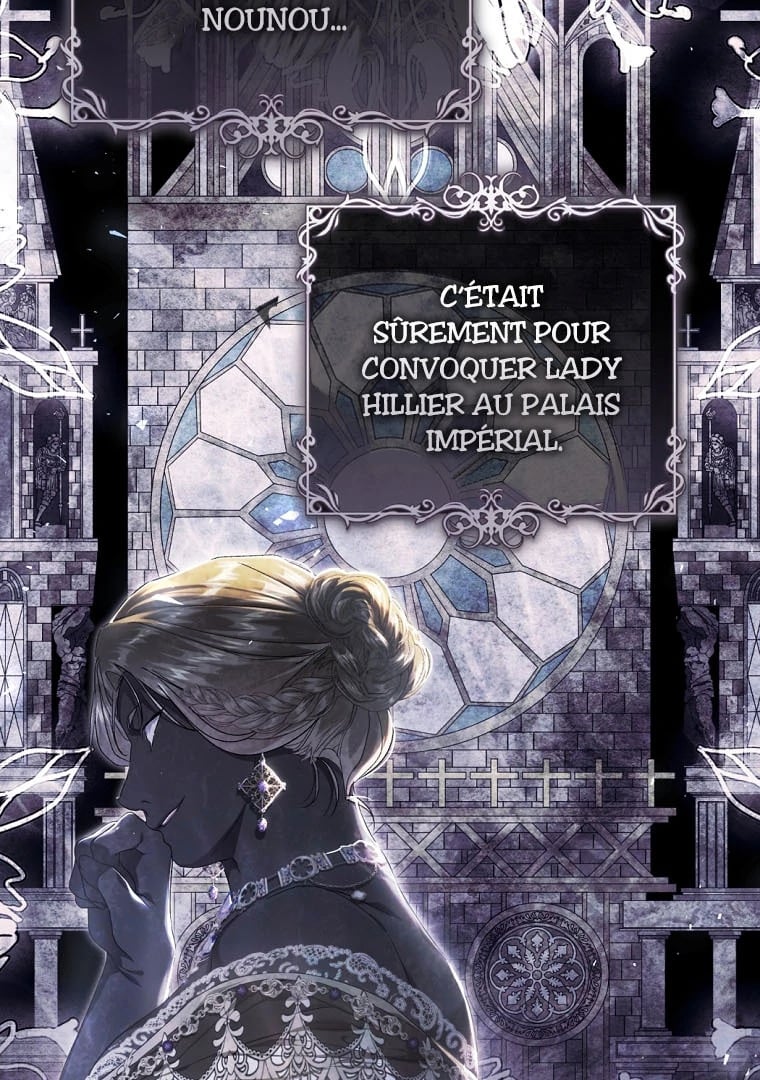 NOUNOU...
C'ÉTAIT
SÛREMENT POUR
CONVOQUER LADY
HILLIER AU PALAIS
IMPÉRIAL.